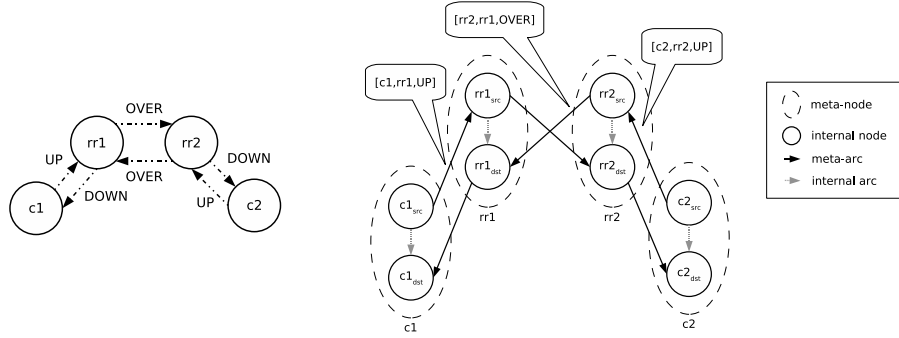 OVER
rr1
rr2
UP
DOWN
OVER
DOWN
UP
c1
c2
[rr2,rr1,OVER]
[c1,rr1,UP]
[c2,rr2,UP]
rr1src
rr2src
rr1dst
rr2dst
rr1
rr2
c1src
c2src
c1dst
c2dst
c1
c2
meta-node
internal node
meta-arc
internal arc